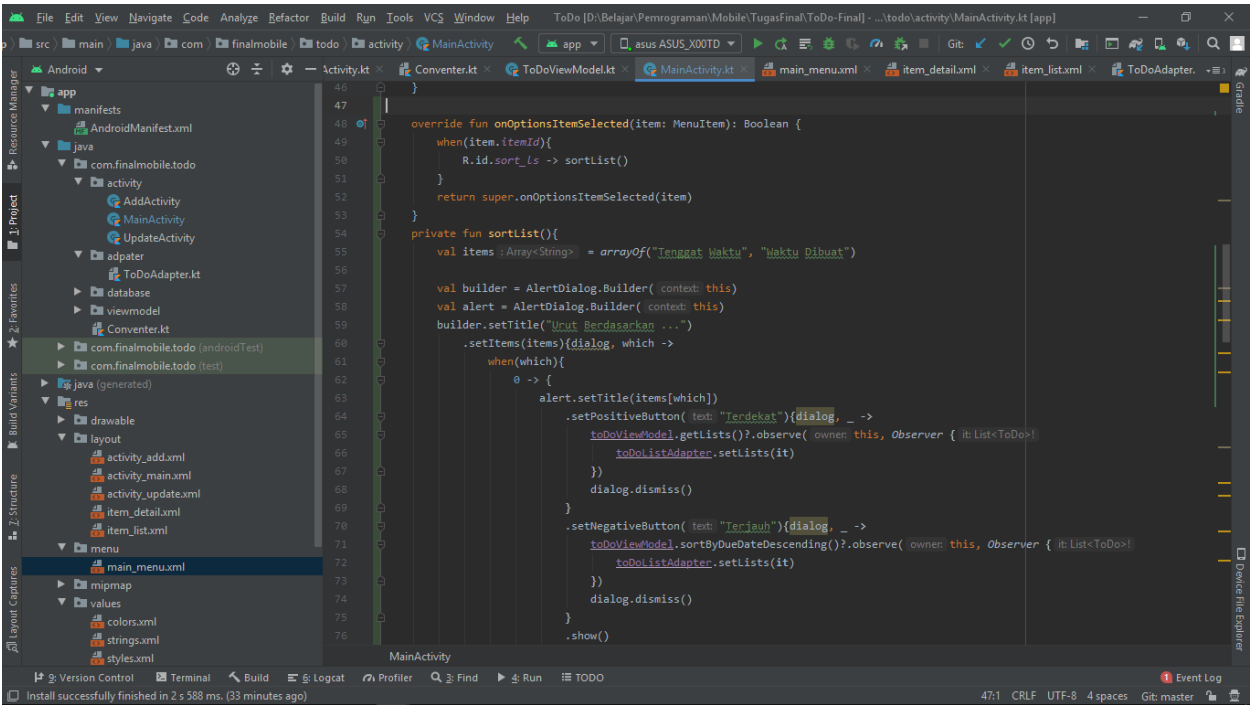 File Edit View Navigate Code Analyze Refactor Build Run Tools VCS Window Help ToDo [D:\Belajar\Pemrograman\Mobile\TugasFinal\ToDo-Final] - ...\todo\activity\MainActivity.kt [app]
p) src main java com finalmobile todo activity MainActivity app asus ASUS_X00TD Git:
Android \ctivity.kt Conventer.kt ToDoViewModel.kt MainActivity.kt main_menu.xml item_detail.xml item_list.xml ToDoAdapter.
Resource Manager
1: Project
2: Favorites
Build Variants
7: Structure
Layout Captures
app
manifests
AndroidManifest.xml
java
com.finalmobile.todo
activity
AddActivity
MainActivity
UpdateActivity
adpater
ToDoAdapter.kt
database
viewmodel
Conventer.kt
com.finalmobile.todo (androidTest)
com.finalmobile.todo (test)
java (generated)
res
drawable
layout
activity_add.xml
activity_main.xml
activity_update.xml
item_detail.xml
item_list.xml
menu
main_menu.xml
mipmap
values
colors.xml
strings.xml
styles.xml
46 }
47
48 override fun onOptionsItemSelected(item: MenuItem): Boolean {
49 when(item.itemId){
50 R.id.sort_ls -> sortList()
51 }
52 return super.onOptionsItemSelected(item)
53 }
54 private fun sortList(){
55 val items : Array<String> = arrayOf("Tenggat Waktu", "Waktu Dibuat")
56
57 val builder = AlertDialog.Builder( context: this)
58 val alert = AlertDialog.Builder( context: this)
59 builder.setTitle("Urut Berdasarkan ...")
60 .setItems(items){dialog, which ->
61 when(which){
62 0 -> {
63 alert.setTitle(items[which])
64 .setPositiveButton( text: "Terdekat"){dialog, _ ->
65 toDoViewModel.getLists()?.observe( owner: this, Observer { it: List<ToDo>!
66 toDoListAdapter.setLists(it)
67 })
68 dialog.dismiss()
69 }
70 .setNegativeButton( text: "Terjauh"){dialog, _ ->
71 toDoViewModel.sortByDueDateDescending()?.observe( owner: this, Observer { it: List<ToDo>!
72 toDoListAdapter.setLists(it)
73 })
74 dialog.dismiss()
75 }
76 .show()
MainActivity
Gradle
Device File Explorer
9: Version Control Terminal Build 6: Logcat Profiler 3: Find 4: Run TODO 1 Event Log
Install successfully finished in 2 s 588 ms. (33 minutes ago) 47:1 CRLF UTF-8 4 spaces Git: master